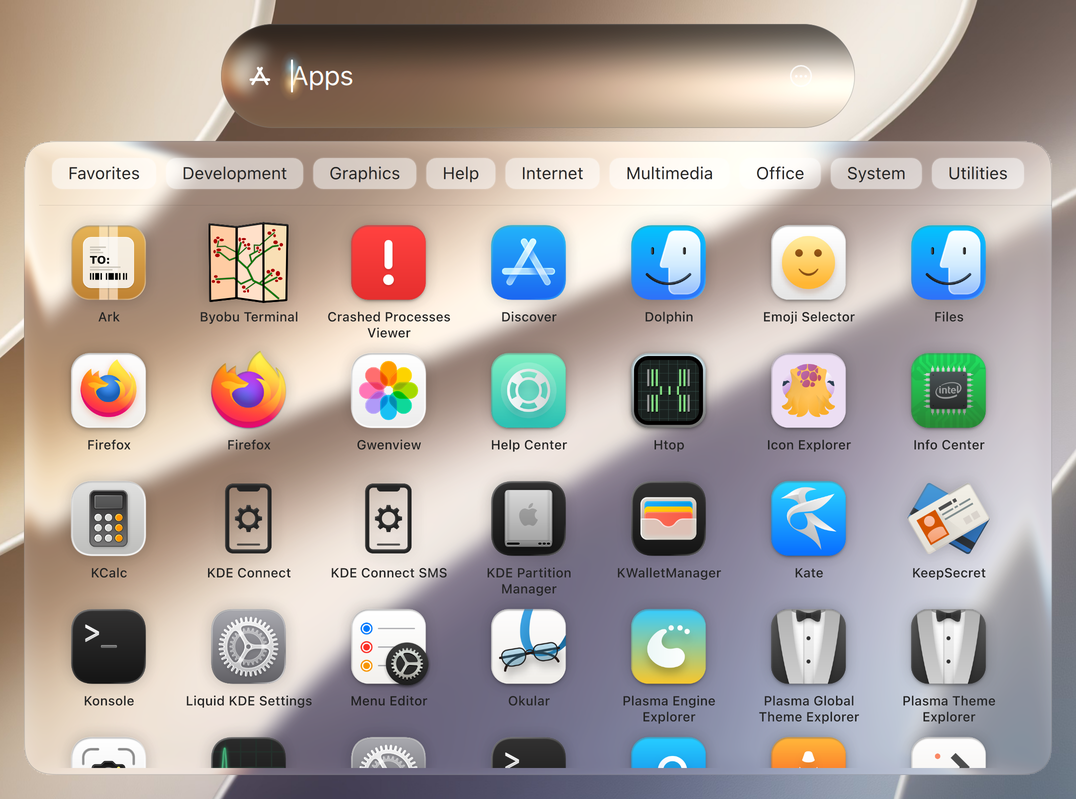 Apps
Favorites Development Graphics Help Internet Multimedia Office System Utilities
TO:
Ark Byobu Terminal Crashed Processes Viewer Discover Dolphin Emoji Selector Files
intel
Firefox Firefox Gwenview Help Center Htop Icon Explorer Info Center
KCalc KDE Connect KDE Connect SMS KDE Partition Manager KWalletManager Kate KeepSecret
Konsole Liquid KDE Settings Menu Editor Okular Plasma Engine Explorer Plasma Global Theme Explorer Plasma Theme Explorer